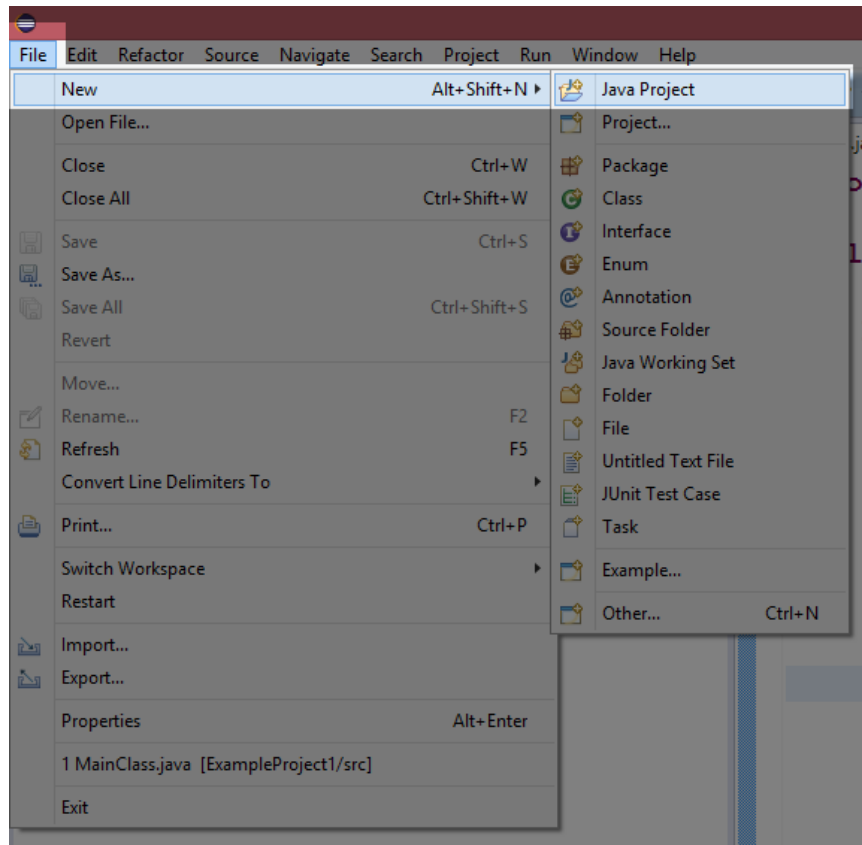 File Edit Refactor Source Navigate Search Project Run Window Help
New Alt+Shift+N
Open File...
Close Ctrl+W
Close All Ctrl+Shift+W
Save Ctrl+S
Save As...
Save All Ctrl+Shift+S
Revert
Move...
Rename... F2
Refresh F5
Convert Line Delimiters To
Print... Ctrl+P
Switch Workspace
Restart
Import...
Export...
Properties Alt+Enter
1 MainClass.java [ExampleProject1/src]
Exit
Java Project
Project...
Package
Class
Interface
Enum
Annotation
Source Folder
Java Working Set
Folder
File
Untitled Text File
JUnit Test Case
Task
Example...
Other... Ctrl+N